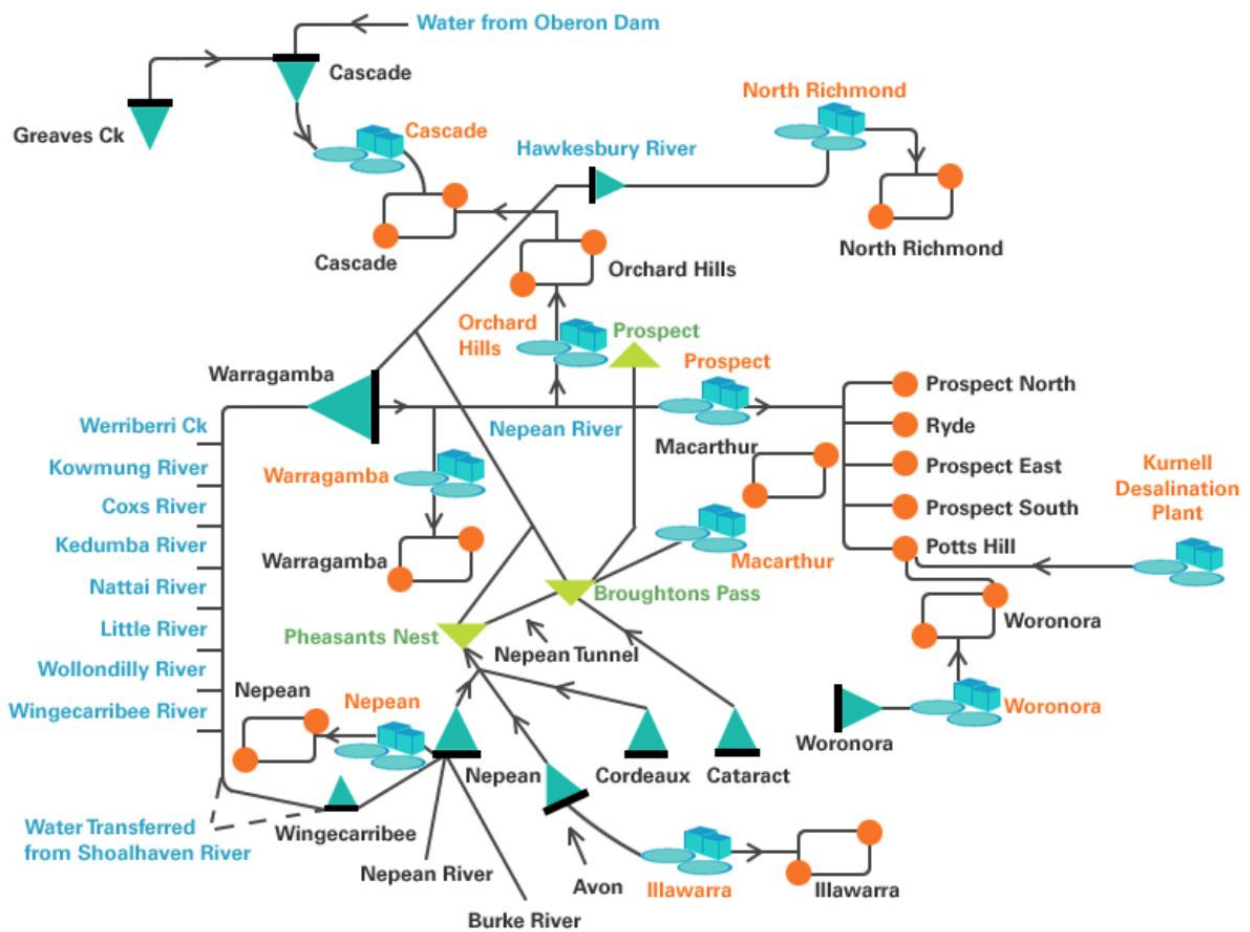 Water from Oberon Dam
Cascade
Greaves Ck
Cascade
North Richmond
Hawkesbury River
Cascade
North Richmond
Orchard Hills
Orchard
Hills
Prospect
Prospect
Warragamba
Prospect North
Werriberri Ck
Nepean River
Ryde
Macarthur
Kowmung River
Warragamba
Prospect East
Kurnell
Desalination
Plant
Coxs River
Prospect South
Kedumba River
Warragamba
Macarthur
Potts Hill
Nattai River
Broughtons Pass
Little River
Pheasants Nest
Nepean Tunnel
Woronora
Wollondilly River
Nepean
Nepean
Wingecarribee River
Woronora
Woronora
Nepean
Cordeaux
Cataract
Water Transferred
from Shoalhaven River
Wingecarribee
Nepean River
Avon
Illawarra
Illawarra
Burke River